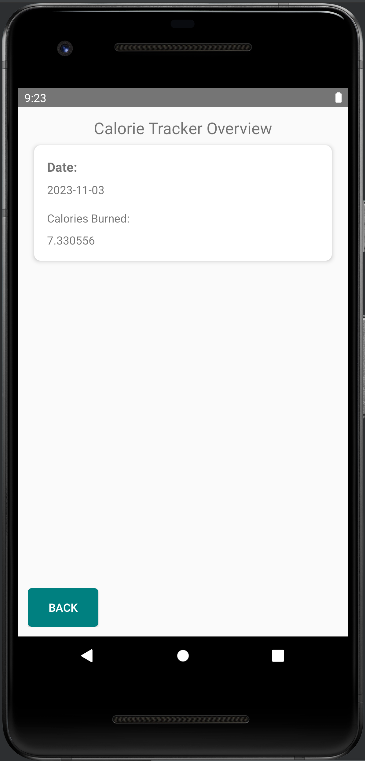 9:23
Calorie Tracker Overview
Date:
2023-11-03
Calories Burned:
7.330556
BACK